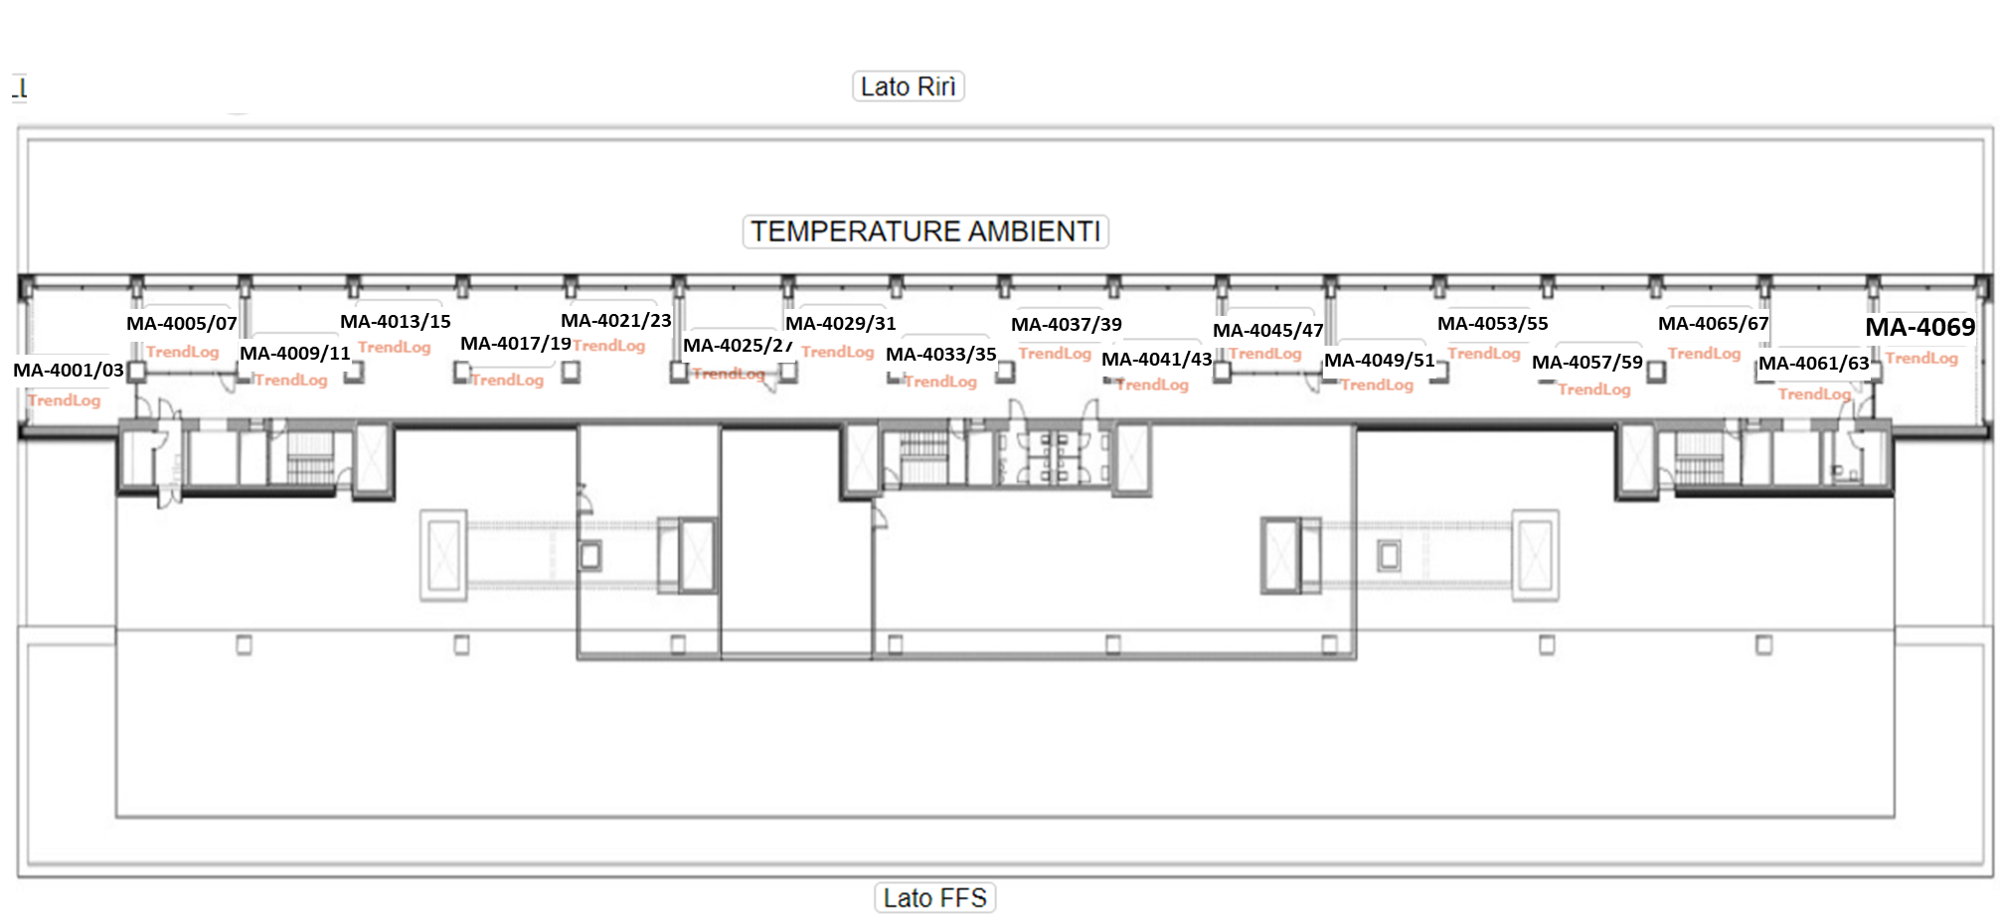 Lato Rirì
TEMPERATURE AMBIENTI
MA-4001/03
TrendLog
MA-4005/07
TrendLog
MA-4009/11
TrendLog
MA-4013/15
TrendLog
MA-4017/19
TrendLog
MA-4021/23
TrendLog
MA-4025/27
TrendLog
MA-4029/31
TrendLog
MA-4033/35
TrendLog
MA-4037/39
TrendLog
MA-4041/43
TrendLog
MA-4045/47
TrendLog
MA-4049/51
TrendLog
MA-4053/55
TrendLog
MA-4057/59
TrendLog
MA-4065/67
TrendLog
MA-4061/63
TrendLog
MA-4069
TrendLog
Lato FFS